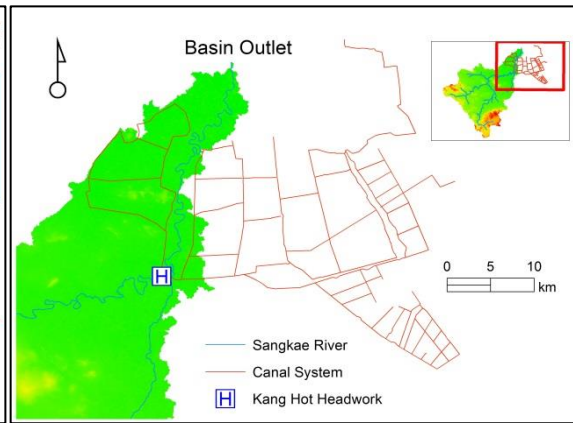 Basin Outlet
H
0 5 10
km
Sangkae River
Canal System
H Kang Hot Headwork